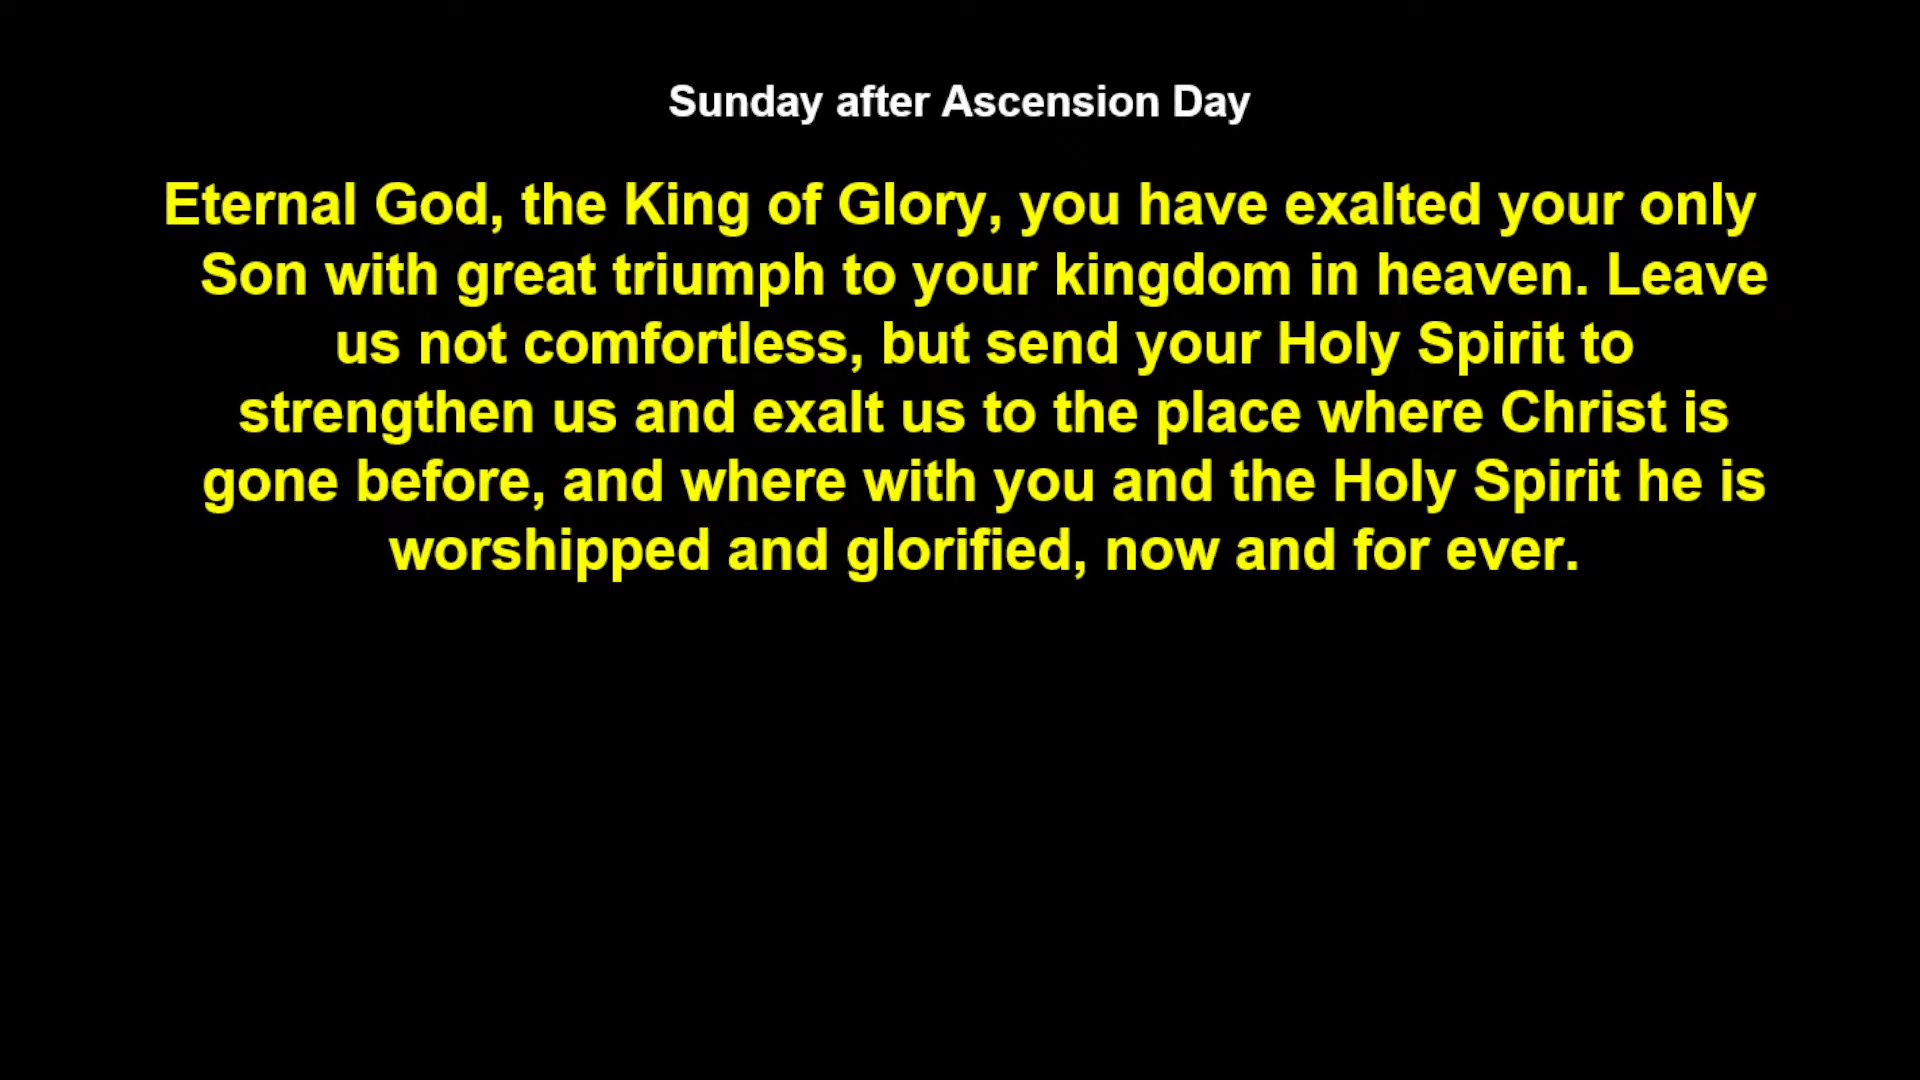 Sunday after Ascension Day
Eternal God, the King of Glory, you have exalted your only
Son with great triumph to your kingdom in heaven. Leave
us not comfortless, but send your Holy Spirit to
strengthen us and exalt us to the place where Christ is
gone before, and where with you and the Holy Spirit he is
worshipped and glorified, now and for ever.